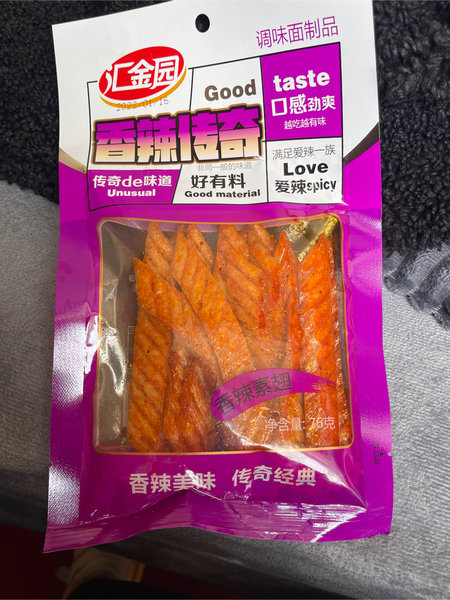 调味面制品
汇金园
2022/01/15
Good
taste
口感劲爽
越吃越有味
香辣传奇
非同一般的味道
满足爱辣一族
传奇de味道
好有料
Love
爱辣spicy
Unusual
Good material
香辣素翅
净含量: 76克
香辣美味 传奇经典